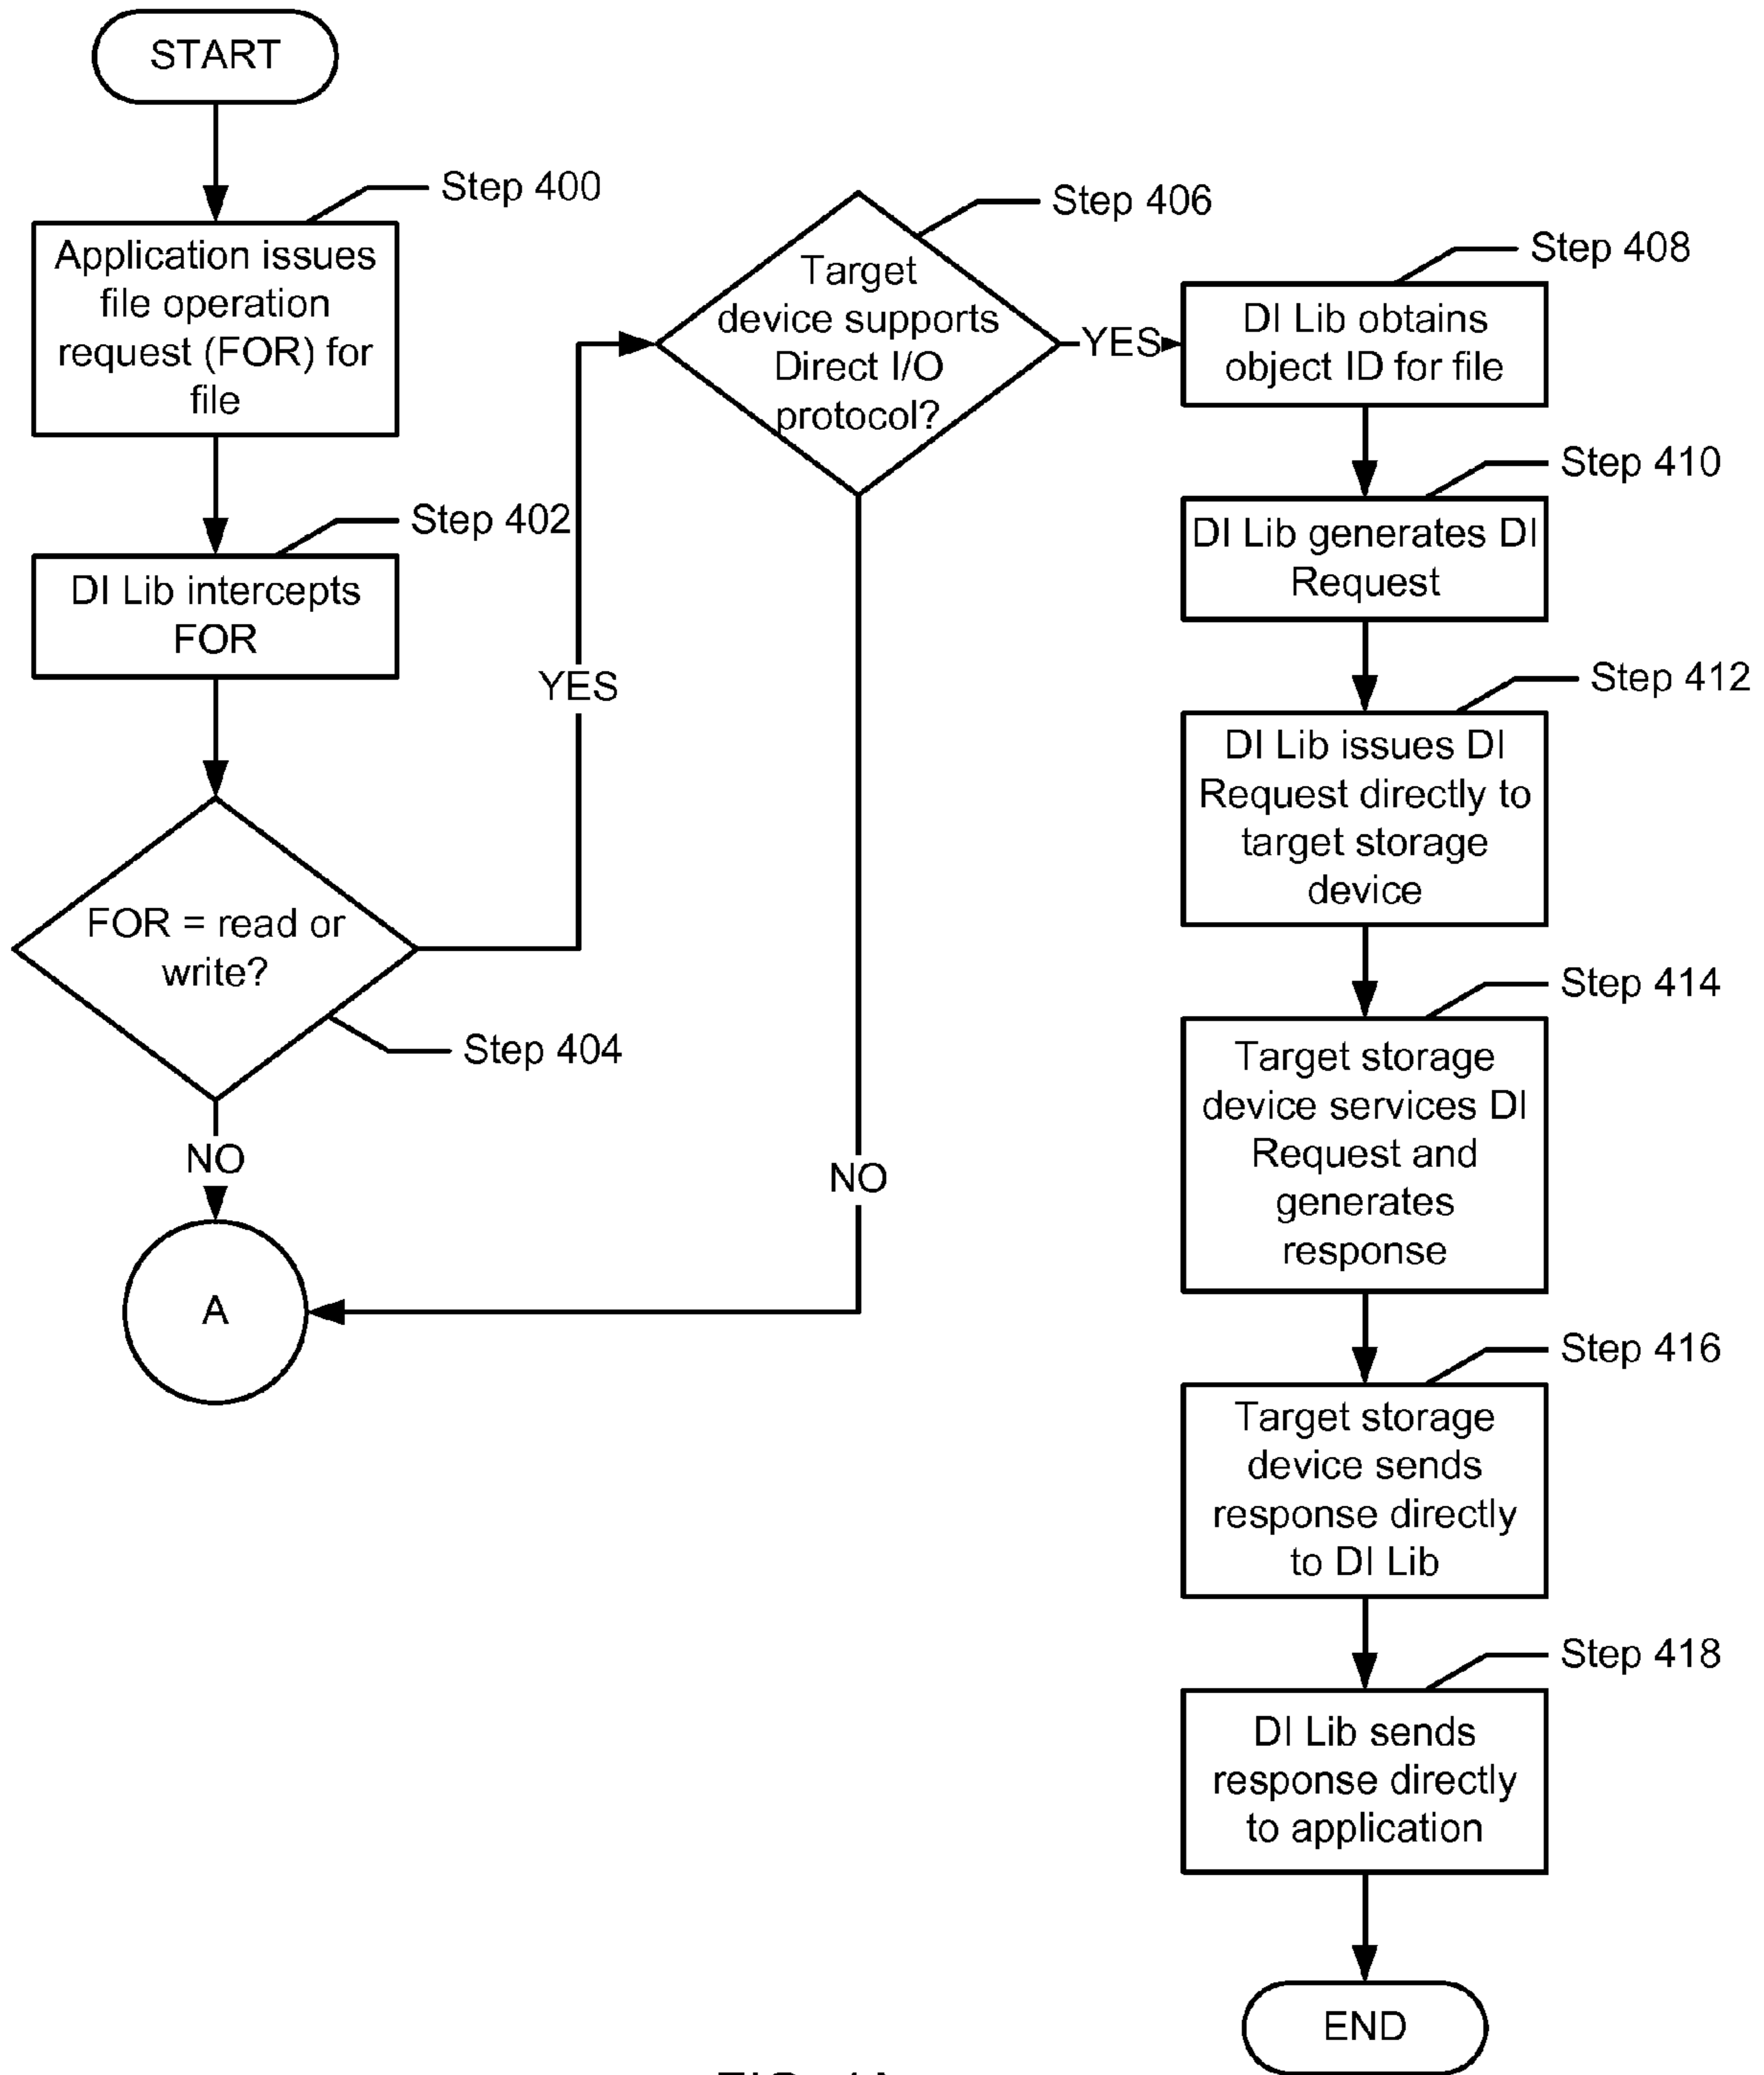 START
Step 400
Application issues
file operation
request (FOR) for
file
Step 402
DI Lib intercepts
FOR
FOR = read or
write?
Step 404
YES
NO
A
Step 406
Target
device supports
Direct I/O
protocol?
YES
NO
Step 408
DI Lib obtains
object ID for file
Step 410
DI Lib generates DI
Request
Step 412
DI Lib issues DI
Request directly to
target storage
device
Step 414
Target storage
device services DI
Request and
generates
response
Step 416
Target storage
device sends
response directly
to DI Lib
Step 418
DI Lib sends
response directly
to application
END